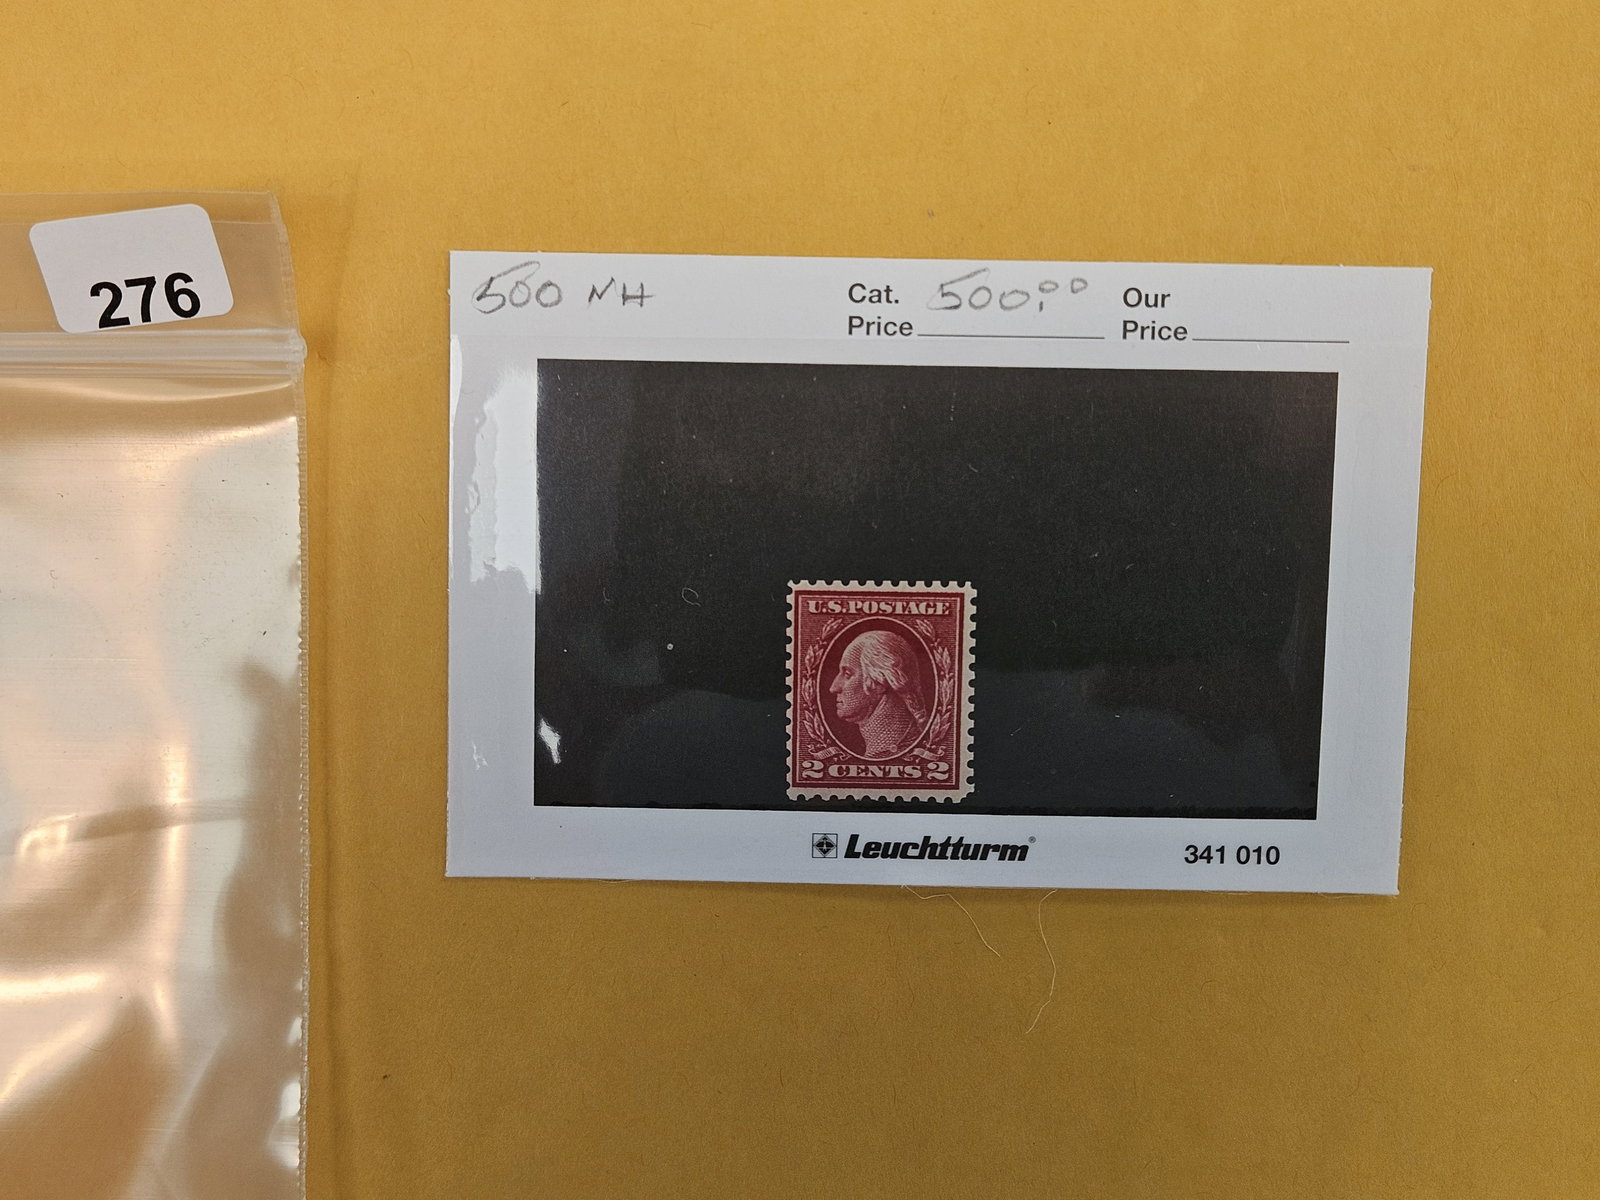 276
500 NH
Cat. Price 500.00
Our Price
U.S. POSTAGE
2 CENTS 2
Leuchtturm®
341 010